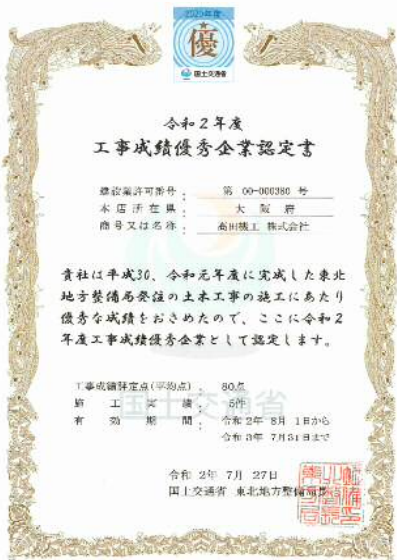 2020年度
優
国土交通省
令和2年度
工事成績優秀企業認定書
建設業許可番号 : 第 00-000380 号
本店所在県 : 大阪府
商号又は名称 : 高田機工 株式会社
貴社は平成30、令和元年度に完成した東北
地方整備局発注の土木工事の施工にあたり
優秀な成績をおさめたので、ここに令和2
年度工事成績優秀企業として認定します。
工事成績評定点(平均点) : 80点
施工実績 : 5件
有効期間 : 令和 2年 8月 1日から
令和 3年 7月31日まで
国土交通省
令和 2年 7月 27日
国土交通省 東北地方整備局長